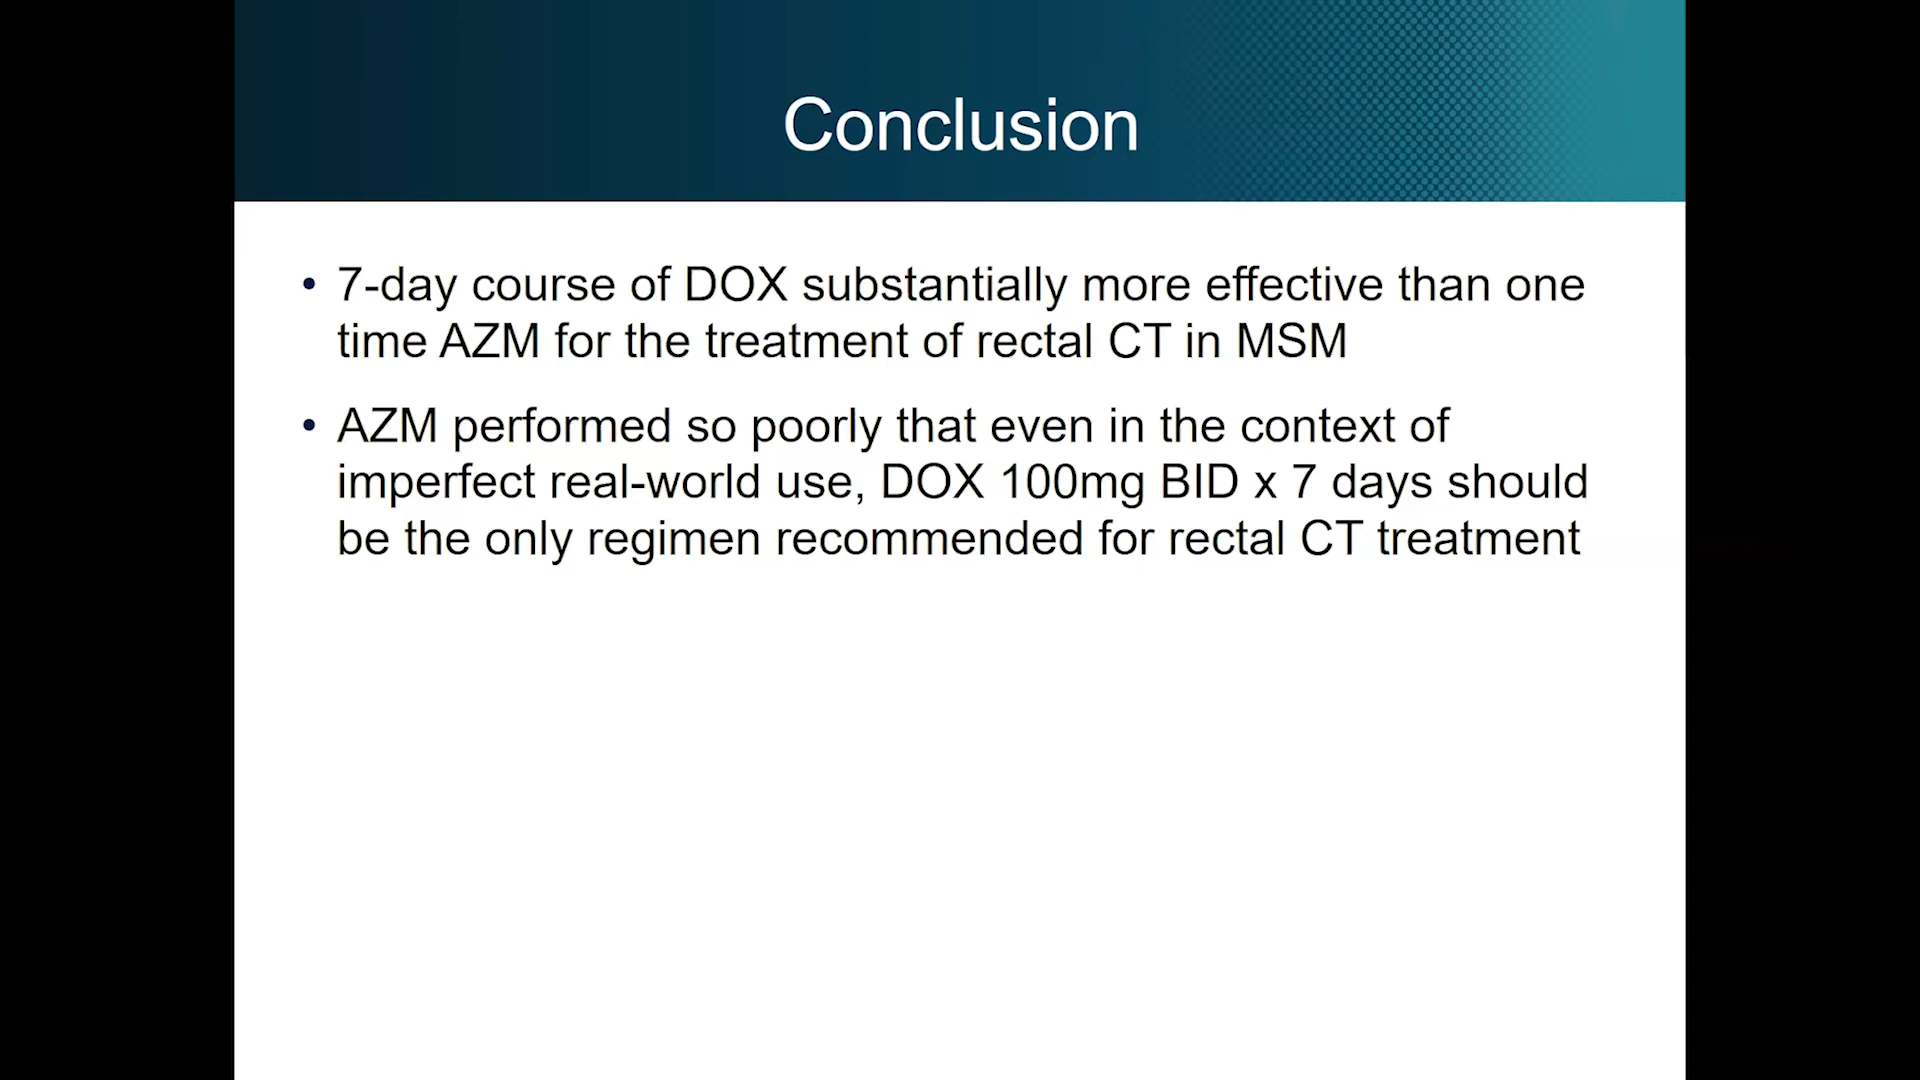 Conclusion
• 7-day course of DOX substantially more effective than one
time AZM for the treatment of rectal CT in MSM
• AZM performed so poorly that even in the context of
imperfect real-world use, DOX 100mg BID x 7 days should
be the only regimen recommended for rectal CT treatment